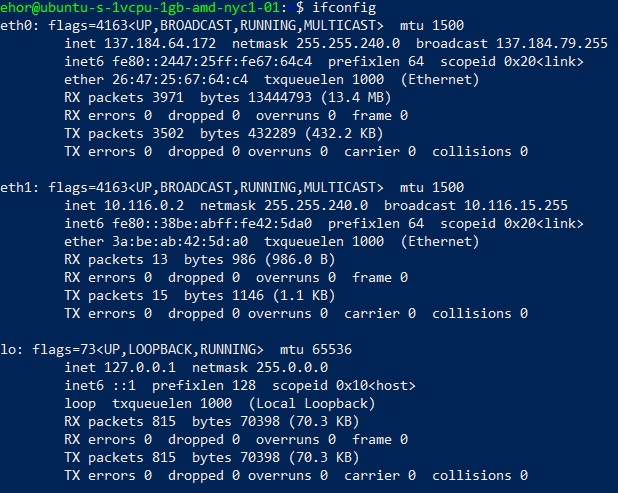 ehor@ubuntu-s-1vcpu-1gb-amd-nyc1-01:~$ ifconfig
eth0: flags=4163<UP,BROADCAST,RUNNING,MULTICAST>  mtu 1500
        inet 137.184.64.172  netmask 255.255.240.0  broadcast 137.184.79.255
        inet6 fe80::2447:25ff:fe67:64c4  prefixlen 64  scopeid 0x20<link>
        ether 26:47:25:67:64:c4  txqueuelen 1000  (Ethernet)
        RX packets 3971  bytes 13444793 (13.4 MB)
        RX errors 0  dropped 0  overruns 0  frame 0
        TX packets 3502  bytes 432289 (432.2 KB)
        TX errors 0  dropped 0 overruns 0  carrier 0  collisions 0
eth1: flags=4163<UP,BROADCAST,RUNNING,MULTICAST>  mtu 1500
        inet 10.116.0.2  netmask 255.255.240.0  broadcast 10.116.15.255
        inet6 fe80::38be:abff:fe42:5da0  prefixlen 64  scopeid 0x20<link>
        ether 3a:be:ab:42:5d:a0  txqueuelen 1000  (Ethernet)
        RX packets 13  bytes 986 (986.0 B)
        RX errors 0  dropped 0  overruns 0  frame 0
        TX packets 15  bytes 1146 (1.1 KB)
        TX errors 0  dropped 0 overruns 0  carrier 0  collisions 0
lo: flags=73<UP,LOOPBACK,RUNNING>  mtu 65536
        inet 127.0.0.1  netmask 255.0.0.0
        inet6 ::1  prefixlen 128  scopeid 0x10<host>
        loop  txqueuelen 1000  (Local Loopback)
        RX packets 815  bytes 70398 (70.3 KB)
        RX errors 0  dropped 0  overruns 0  frame 0
        TX packets 815  bytes 70398 (70.3 KB)
        TX errors 0  dropped 0 overruns 0  carrier 0  collisions 0